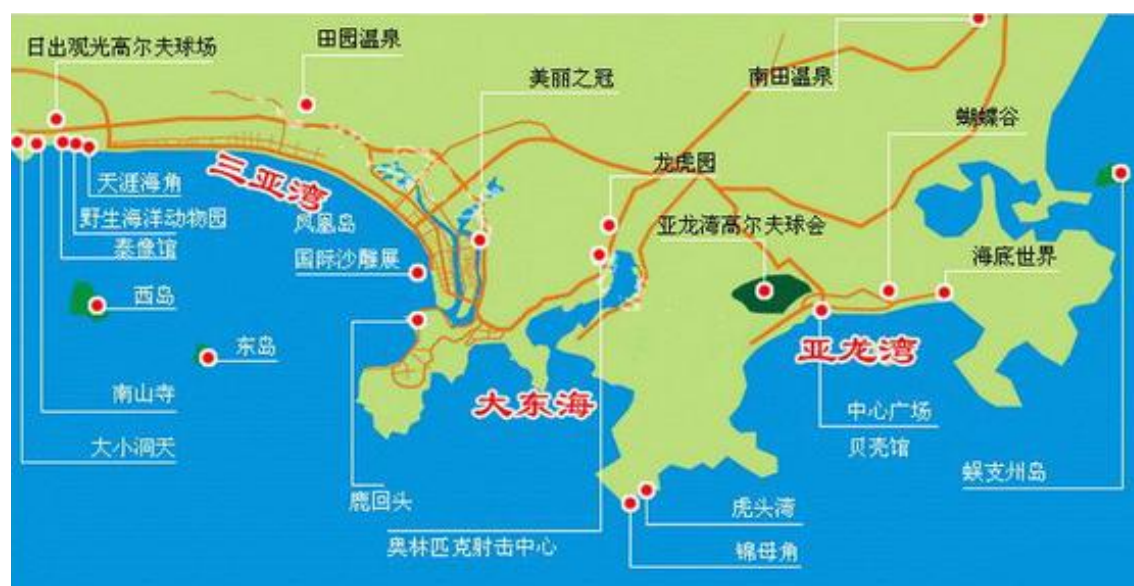 日出观光高尔夫球场
田园温泉
美丽之冠
南田温泉
蝴蝶谷
龙虎园
三亚湾
天涯海角
野生海洋动物园
泰像馆
凤凰岛
国际沙雕展
亚龙湾高尔夫球会
海底世界
西岛
东岛
亚龙湾
南山寺
大东海
中心广场
贝壳馆
大小洞天
蜈支州岛
鹿回头
虎头湾
奥林匹克射击中心
锦母角